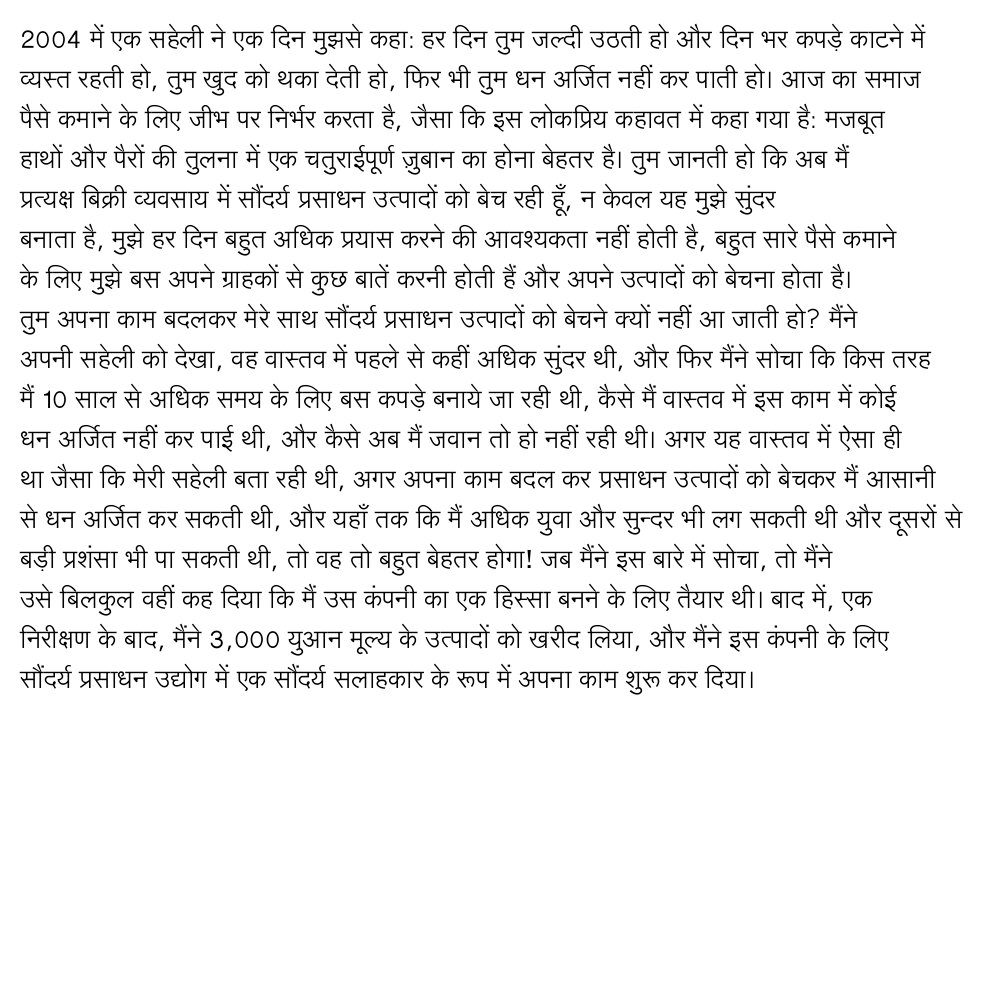 2004 में एक सहेली ने एक दिन मुझसे कहा: हर दिन तुम जल्दी उठती हो और दिन भर कपड़े काटने में
व्यस्त रहती हो, तुम खुद को थका देती हो, फिर भी तुम धन अर्जित नहीं कर पाती हो। आज का समाज
पैसे कमाने के लिए जीभ पर निर्भर करता है, जैसा कि इस लोकप्रिय कहावत में कहा गया है: मजबूत
हाथों और पैरों की तुलना में एक चतुराईपूर्ण ज़ुबान का होना बेहतर है। तुम जानती हो कि अब मैं
प्रत्यक्ष बिक्री व्यवसाय में सौंदर्य प्रसाधन उत्पादों को बेच रही हूँ, न केवल यह मुझे सुंदर
बनाता है, मुझे हर दिन बहुत अधिक प्रयास करने की आवश्यकता नहीं होती है, बहुत सारे पैसे कमाने
के लिए मुझे बस अपने ग्राहकों से कुछ बातें करनी होती हैं और अपने उत्पादों को बेचना होता है।
तुम अपना काम बदलकर मेरे साथ सौंदर्य प्रसाधन उत्पादों को बेचने क्यों नहीं आ जाती हो? मैंने
अपनी सहेली को देखा, वह वास्तव में पहले से कहीं अधिक सुंदर थी, और फिर मैंने सोचा कि किस तरह
मैं 10 साल से अधिक समय के लिए बस कपड़े बनाये जा रही थी, कैसे मैं वास्तव में इस काम में कोई
धन अर्जित नहीं कर पाई थी, और कैसे अब मैं जवान तो हो नहीं रही थी। अगर यह वास्तव में ऐसा ही
था जैसा कि मेरी सहेली बता रही थी, अगर अपना काम बदल कर प्रसाधन उत्पादों को बेचकर मैं आसानी
से धन अर्जित कर सकती थी, और यहाँ तक कि मैं अधिक युवा और सुन्दर भी लग सकती थी और दूसरों से
बड़ी प्रशंसा भी पा सकती थी, तो वह तो बहुत बेहतर होगा! जब मैंने इस बारे में सोचा, तो मैंने
उसे बिलकुल वहीं कह दिया कि मैं उस कंपनी का एक हिस्सा बनने के लिए तैयार थी। बाद में, एक
निरीक्षण के बाद, मैंने 3,000 युआन मूल्य के उत्पादों को खरीद लिया, और मैंने इस कंपनी के लिए
सौंदर्य प्रसाधन उद्योग में एक सौंदर्य सलाहकार के रूप में अपना काम शुरू कर दिया।